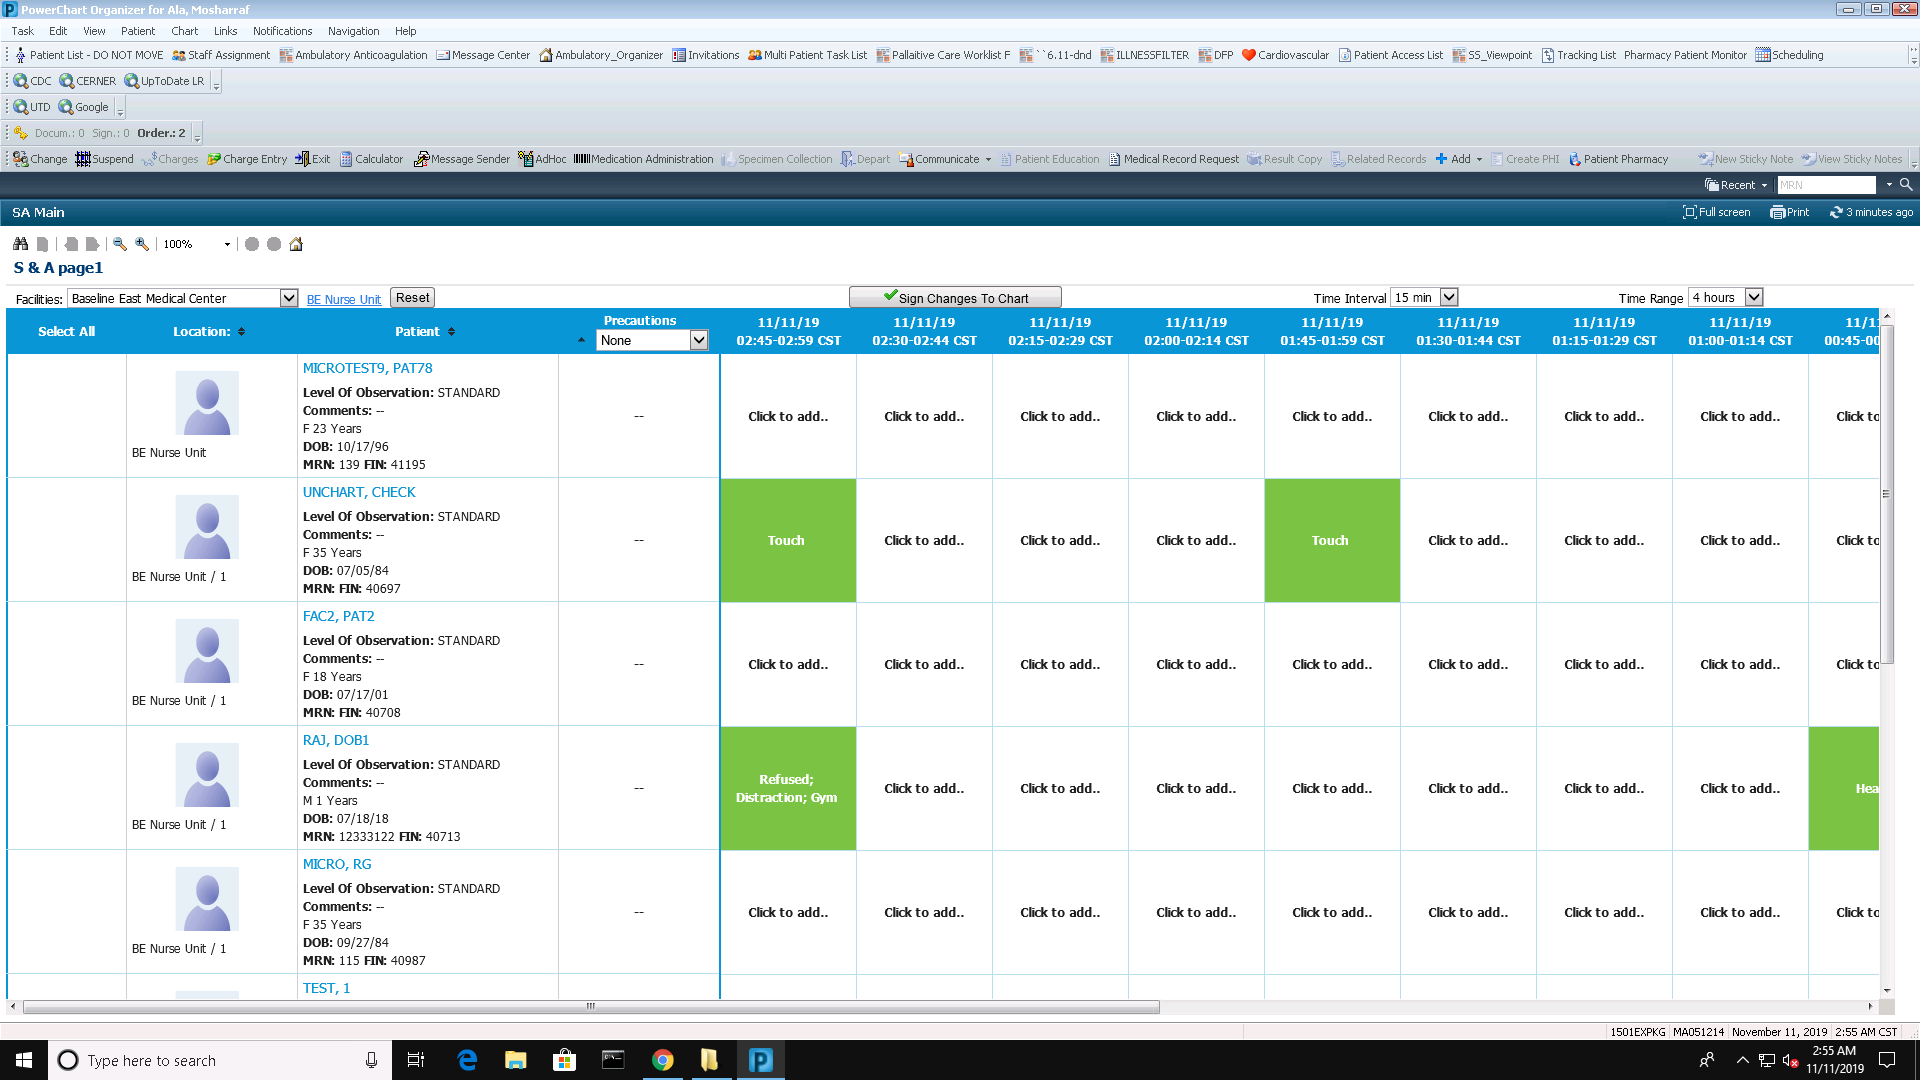 PowerChart Organizer for Ala, Mosharraf
Task Edit View Patient Chart Links Notifications Navigation Help
Patient List - DO NOT MOVE Staff Assignment Ambulatory Anticoagulation Message Center Ambulatory_Organizer Invitations Multi Patient Task List Pallaitive Care Worklist F ``6.11-dnd ILLNESSFILTER DFP Cardiovascular Patient Access List SS_Viewpoint Tracking List Pharmacy Patient Monitor Scheduling
CDC CERNER UpToDate LR
UTD Google
Docum.: 0 Sign.: 0 Order.: 2
Change Suspend Charges Charge Entry Exit Calculator Message Sender AdHoc Medication Administration Specimen Collection Depart Communicate Patient Education Medical Record Request Result Copy Related Records Add Create PHI Patient Pharmacy New Sticky Note View Sticky Notes
Recent MRN
SA Main Full screen Print 3 minutes ago
100%
S & A page1
Facilities: Baseline East Medical Center BE Nurse Unit Reset Sign Changes To Chart Time Interval 15 min Time Range 4 hours
Select All Location: Patient Precautions None
11/11/19 11/11/19 11/11/19 11/11/19 11/11/19 11/11/19 11/11/19 11/11/19 11/1
02:45-02:59 CST 02:30-02:44 CST 02:15-02:29 CST 02:00-02:14 CST 01:45-01:59 CST 01:30-01:44 CST 01:15-01:29 CST 01:00-01:14 CST 00:45-00
BE Nurse Unit
MICROTEST9, PAT78
Level Of Observation: STANDARD
Comments: --
F 23 Years
DOB: 10/17/96
MRN: 139 FIN: 41195
-- Click to add.. Click to add.. Click to add.. Click to add.. Click to add.. Click to add.. Click to add.. Click to add.. Click to
BE Nurse Unit / 1
UNCHART, CHECK
Level Of Observation: STANDARD
Comments: --
F 35 Years
DOB: 07/05/84
MRN: FIN: 40697
-- Touch Click to add.. Click to add.. Click to add.. Touch Click to add.. Click to add.. Click to add.. Click to
BE Nurse Unit / 1
FAC2, PAT2
Level Of Observation: STANDARD
Comments: --
F 18 Years
DOB: 07/17/01
MRN: FIN: 40708
-- Click to add.. Click to add.. Click to add.. Click to add.. Click to add.. Click to add.. Click to add.. Click to add.. Click to
BE Nurse Unit / 1
RAJ, DOB1
Level Of Observation: STANDARD
Comments: --
M 1 Years
DOB: 07/18/18
MRN: 12333122 FIN: 40713
-- Refused; Distraction; Gym Click to add.. Click to add.. Click to add.. Click to add.. Click to add.. Click to add.. Click to add.. Hea
BE Nurse Unit / 1
MICRO, RG
Level Of Observation: STANDARD
Comments: --
F 35 Years
DOB: 09/27/84
MRN: 115 FIN: 40987
-- Click to add.. Click to add.. Click to add.. Click to add.. Click to add.. Click to add.. Click to add.. Click to add.. Click to
TEST, 1
1501EXPKG MA051214 November 11, 2019 2:55 AM CST
Type here to search
2:55 AM
11/11/2019